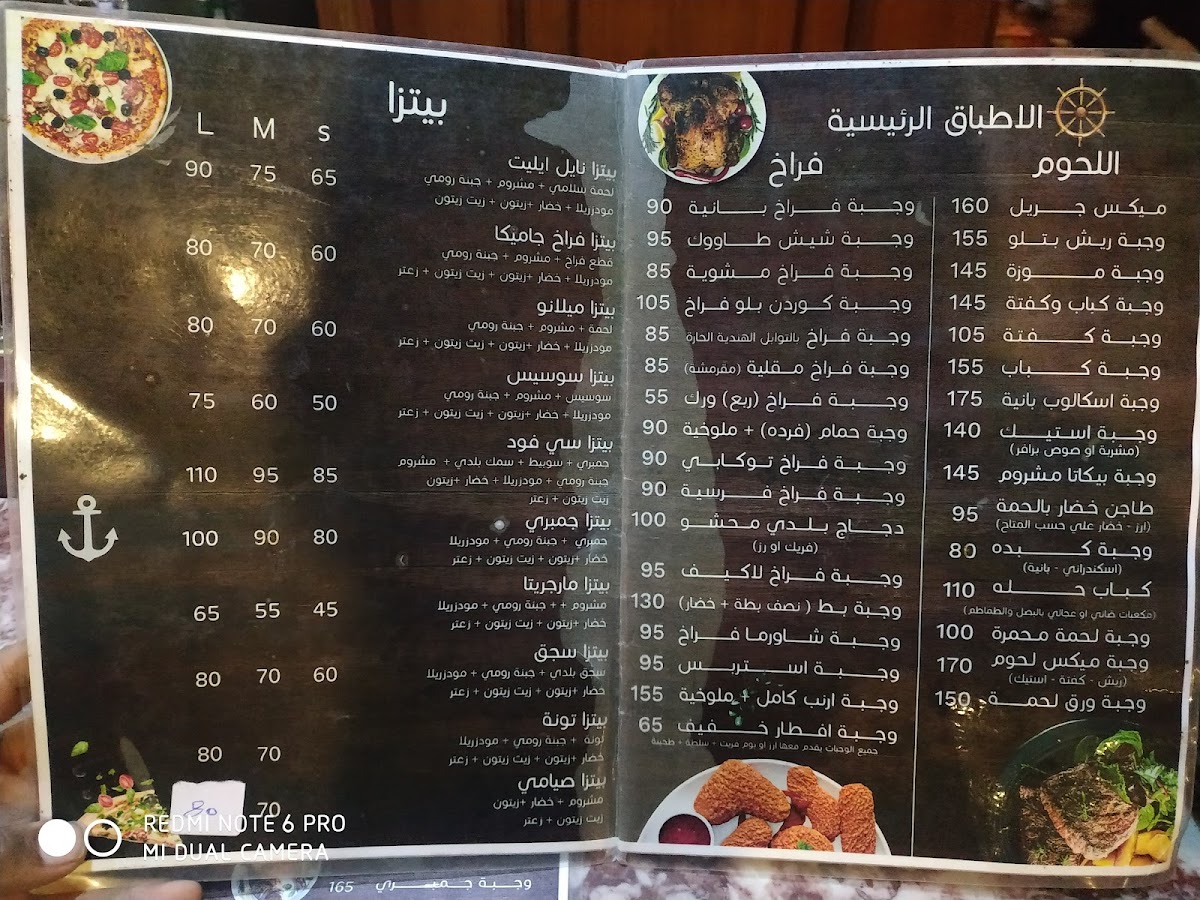 الاطباق الرئيسية
اللحوم
ميكس جريل 160
وجبة ريش بتلو 155
وجبة موزة 145
وجبة كباب وكفتة 145
وجبة كفتة 105
وجبة كباب 155
وجبة اسكالوب بانية 175
وجبة استيك 140
(مشرية او صوص برافر)
وجبة بيكاتا مشروم 145
طاجن خضار بالحمة 95
(ارز - خضار علي حسب المتاح)
وجبة كبده 80
(اسكندراني - بانية)
كباب حله 110
(مكعبات ضاني او عجالي بالبصل والطماطم)
وجبة لحمة محمرة 100
وجبة ميكس لحوم 170
(ريش - كفتة - استيك)
وجبة ورق لحمة 150
فراخ
وجبة فراخ بانية 90
وجبة شيش طاووك 95
وجبة فراخ مشوية 85
وجبة كوردن بلو فراخ 105
وجبة فراخ بالتوابل الهندية الحارة 85
وجبة فراخ مقلية (مقرمشة) 85
وجبة فراخ (ربع) ورك 55
وجبة حمام (فرده) + ملوخية 90
وجبة فراخ توكابي 90
وجبة فراخ فرسية 90
دجاج بلدي محشو 100
(فريك او رز)
وجبة فراخ لاكيف 95
وجبة بط ( نصف بطة + خضار) 130
وجبة شاورما فراخ 95
وجبة استربس 95
وجبة ارنب كامل + ملوخية 155
وجبة افطار خفيف 65
جميع الوجبات يقدم معها ارز او بوم فريت + سلطة + طحينة
بيتزا
L M s
بيتزا نايل ايليت 65 75 90
لحمة سلامي + مشروم + جبنة رومي
مودزريلا + خضار +زيتون + زيت زيتون
بيتزا فراخ جاميكا 60 70 80
قطع فراخ + مشروم + جبنة رومي
مودزريلا + خضار +زيتون + زيت زيتون + زعتر
بيتزا ميلانو 60 70 80
لحمة + مشروم + جبنة رومي
مودزريلا + خضار +زيتون + زيت زيتون + زعتر
بيتزا سوسيس 50 60 75
سوسيس + مشروم + جبنة رومي
مودزريلا + خضار +زيتون + زيت زيتون + زعتر
بيتزا سي فود 85 95 110
جمبري + سوبيط + سمك بلدي + مشروم
جبنة رومي + مودزريلا + خضار +زيتون
زيت زيتون + زعتر
بيتزا جمبري 80 90 100
جمبري + جبنة رومي + مودزريلا
خضار +زيتون + زيت زيتون + زعتر
بيتزا مارجريتا 45 55 65
مشروم + + جبنة رومي + مودزريلا
خضار +زيتون + زيت زيتون + زعتر
بيتزا سجق 60 70 80
سجق بلدي + جبنة رومي + مودزريلا
خضار +زيتون + زيت زيتون + زعتر
بيتزا تونة 70 80
تونة + جبنة رومي + مودزريلا
خضار +زيتون + زيت زيتون + زعتر
بيتزا صيامي 70 80
مشروم + خضار +زيتون
زيت زيتون + زعتر
وجبة جمبري 165
REDMI NOTE 6 PRO
MI DUAL CAMERA